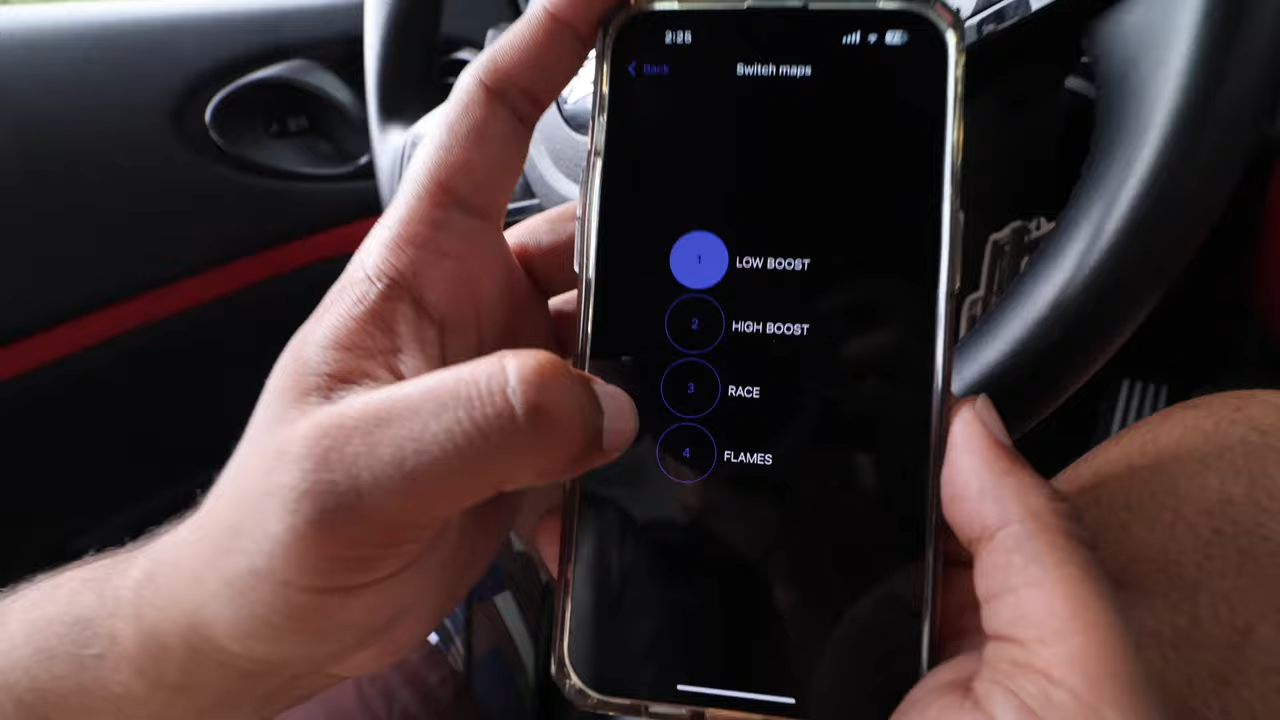 2:25
Back
Switch maps
1 LOW BOOST
2 HIGH BOOST
3 RACE
4 FLAMES